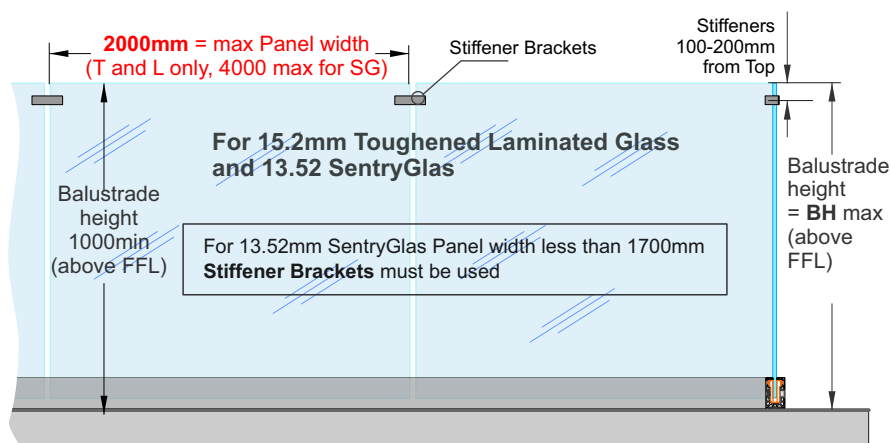 2000mm = max Panel width
(T and L only, 4000 max for SG)
Stiffener Brackets
Stiffeners
100-200mm
from Top
For 15.2mm Toughened Laminated Glass
and 13.52 SentryGlas
Balustrade
height
1000min
(above FFL)
Balustrade
height
= BH max
(above
FFL)
For 13.52mm SentryGlas Panel width less than 1700mm
Stiffener Brackets must be used